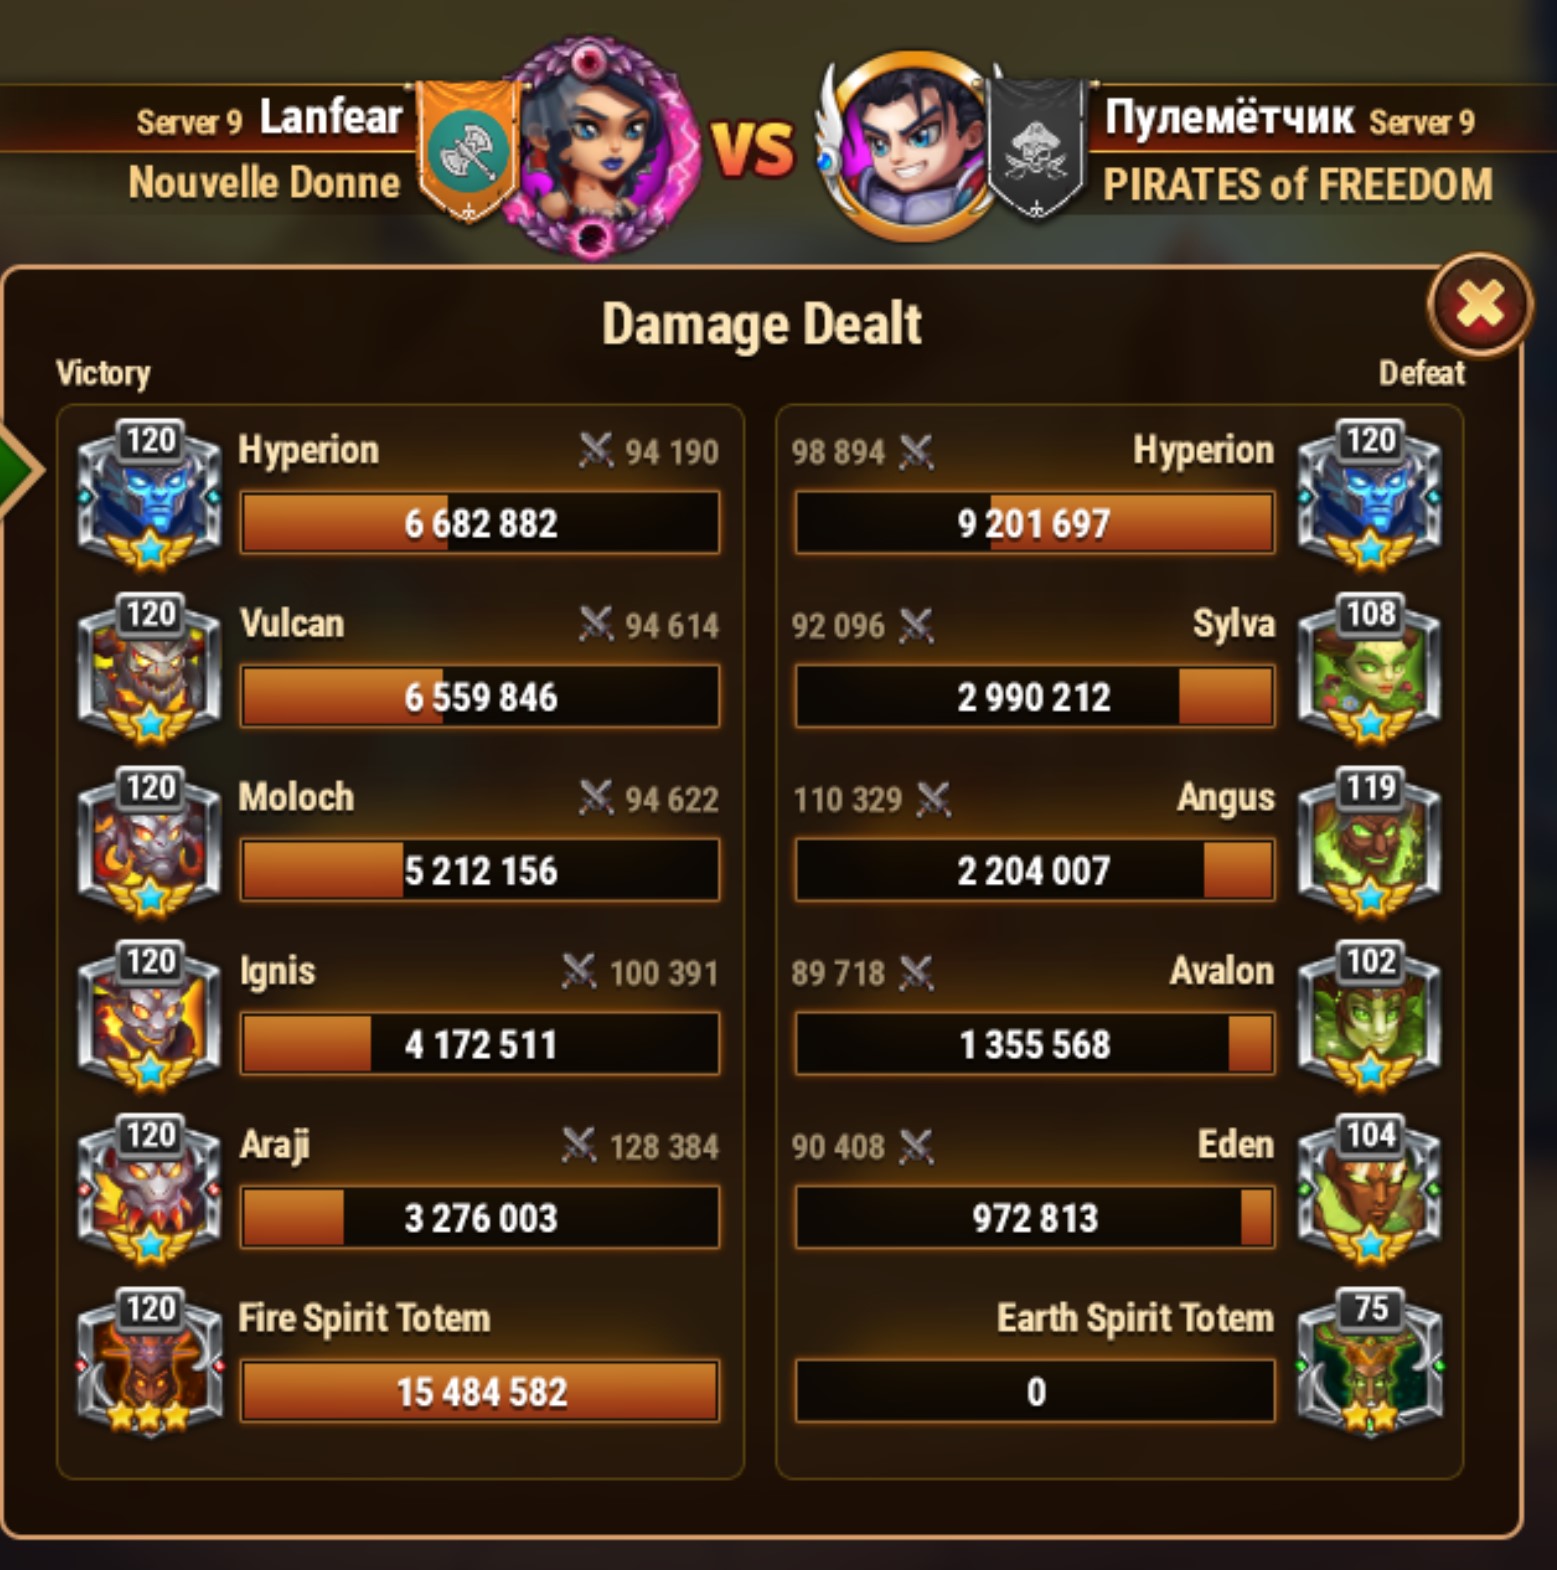 Server 9 Lanfear
Nouvelle Donne
VS
Пулемётчик Server 9
PIRATES of FREEDOM
Damage Dealt
Victory
Defeat
120 Hyperion 94 190
6 682 882
98 894 Hyperion 120
9 201 697
120 Vulcan 94 614
6 559 846
92 096 Sylva 108
2 990 212
120 Moloch 94 622
5 212 156
110 329 Angus 119
2 204 007
120 Ignis 100 391
4 172 511
89 718 Avalon 102
1 355 568
120 Araji 128 384
3 276 003
90 408 Eden 104
972 813
120 Fire Spirit Totem
15 484 582
Earth Spirit Totem 75
0